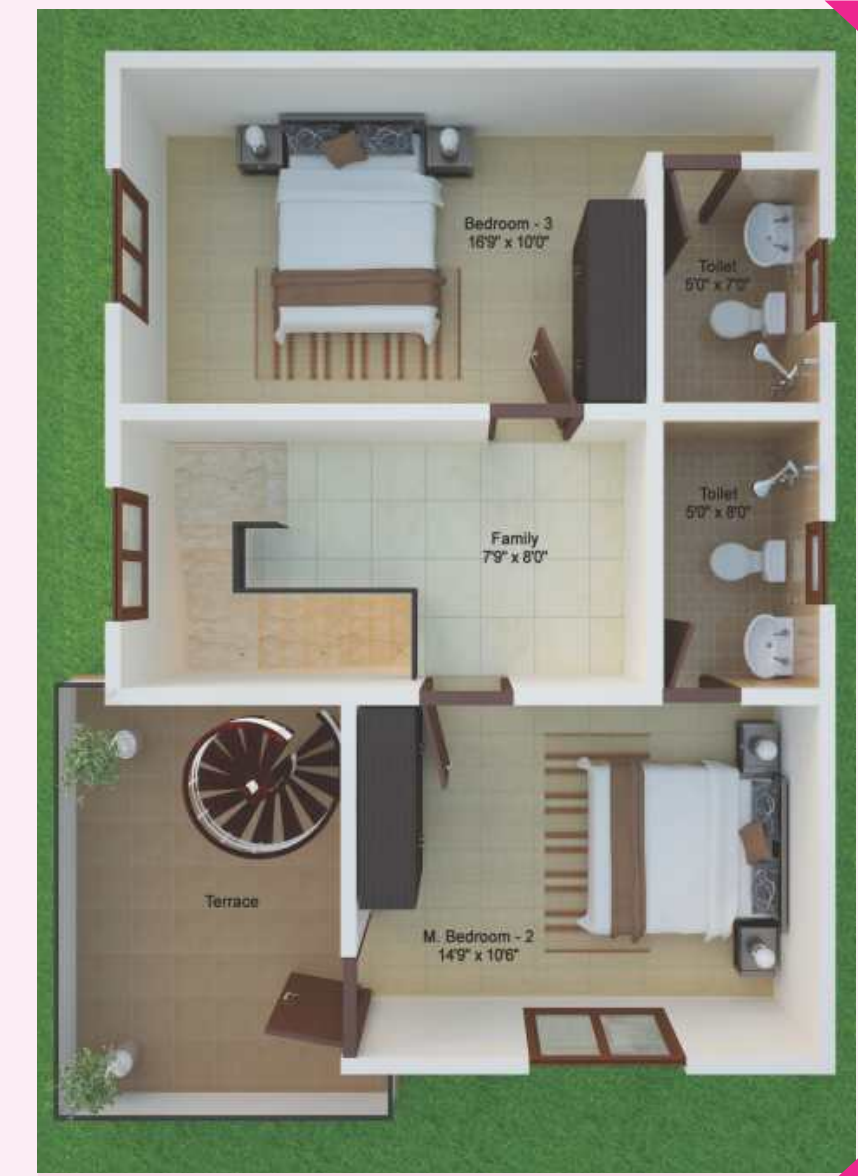 Bedroom - 3
16'9" x 10'0"
Toilet
5'0" x 7'0"
Toilet
5'0" x 8'0"
Family
7'9" x 8'0"
Terrace
M. Bedroom - 2
14'9" x 10'6"